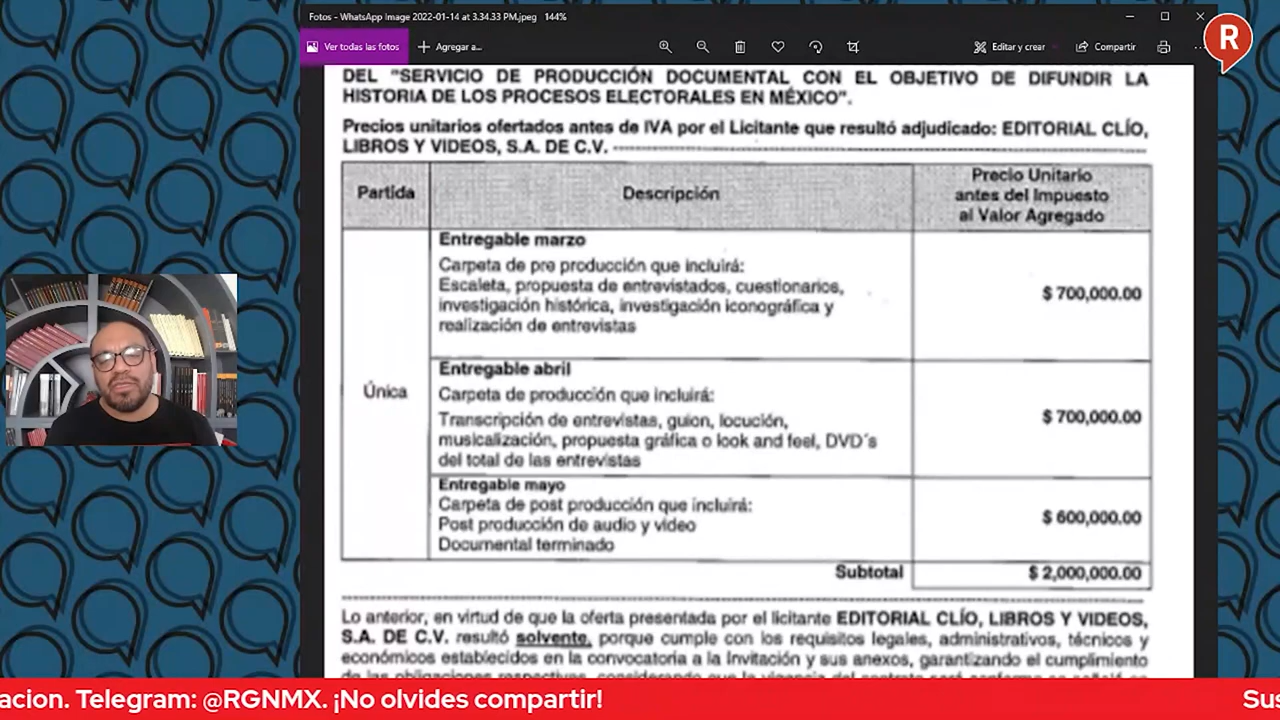 Fotos - WhatsApp Image 2022-01-14 at 3.34.33 PM.jpeg 144%
Ver todas las fotos
Agregar a...
Editar y crear
Compartir
R
DEL "SERVICIO DE PRODUCCIÓN DOCUMENTAL CON EL OBJETIVO DE DIFUNDIR LA
HISTORIA DE LOS PROCESOS ELECTORALES EN MÉXICO".
Precios unitarios ofertados antes de IVA por el Licitante que resultó adjudicado: EDITORIAL CLÍO,
LIBROS Y VIDEOS, S.A. DE C.V.
Partida
Descripción
Precio Unitario
antes del Impuesto
al Valor Agregado
Única
Entregable marzo
Carpeta de pre producción que incluirá:
Escaleta, propuesta de entrevistados, cuestionarios,
investigación histórica, investigación iconográfica y
realización de entrevistas
$ 700,000.00
Entregable abril
Carpeta de producción que incluirá:
Transcripción de entrevistas, guion, locución,
musicalización, propuesta gráfica o look and feel, DVD´s
del total de las entrevistas
$ 700,000.00
Entregable mayo
Carpeta de post producción que incluirá:
Post producción de audio y video
Documental terminado
$ 600,000.00
Subtotal
$ 2,000,000.00
Lo anterior, en virtud de que la oferta presentada por el licitante EDITORIAL CLÍO, LIBROS Y VIDEOS,
S.A. DE C.V. resultó solvente, porque cumple con los requisitos legales, administrativos, técnicos y
económicos establecidos en la convocatoria a la Invitación y sus anexos, garantizando el cumplimiento
acion. Telegram: @RGNMX. ¡No olvides compartir!
Sus